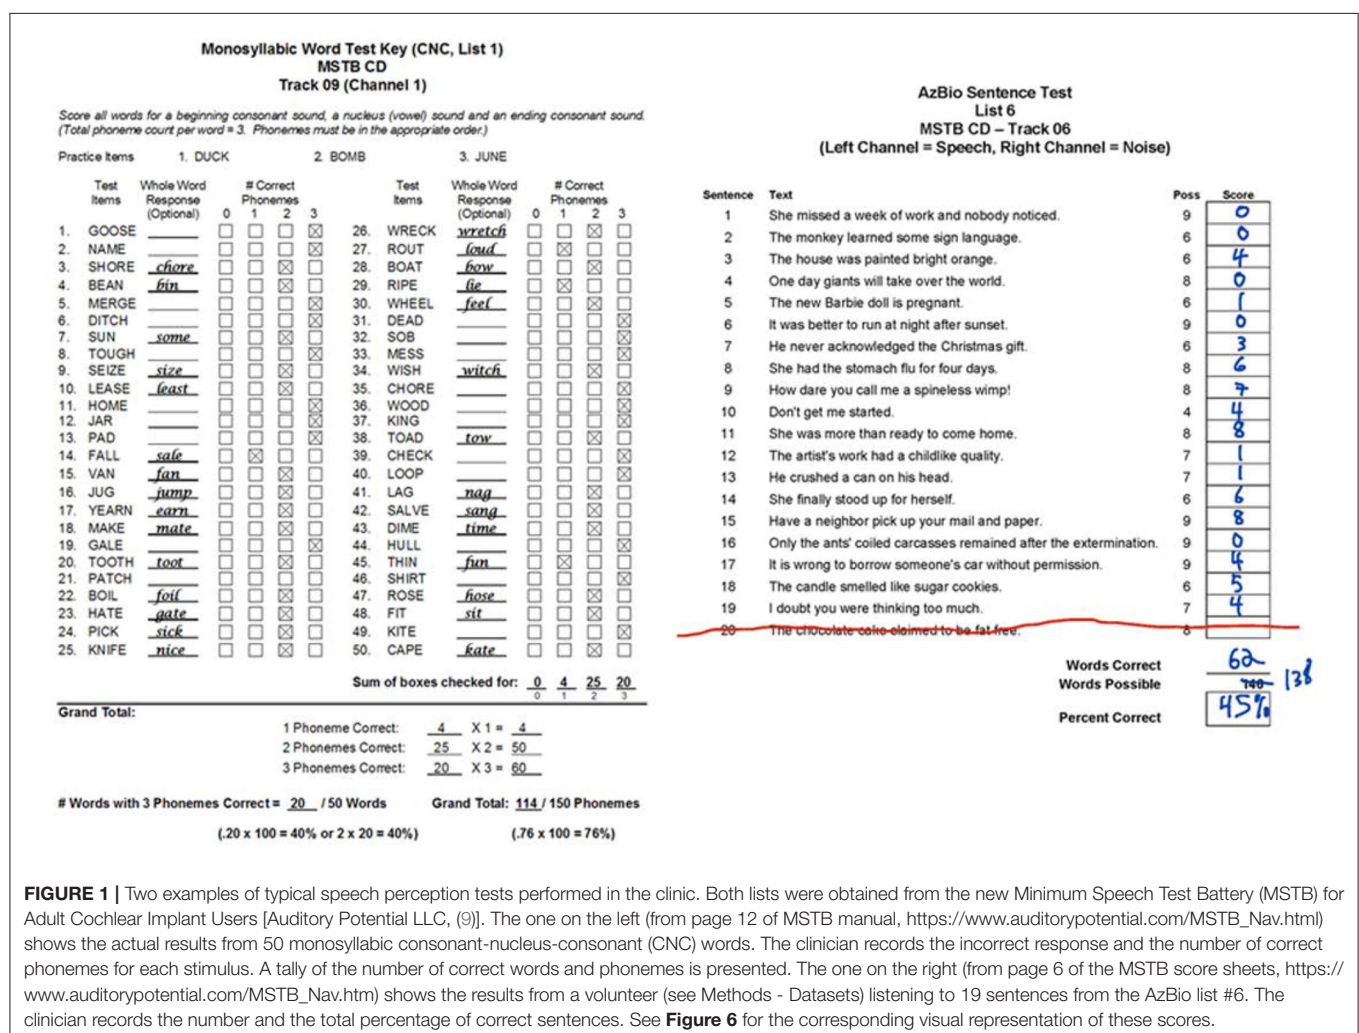 Monosyllabic Word Test Key (CNC, List 1)
MSTB CD
Track 09 (Channel 1)
Score all words for a beginning consonant sound, a nucleus (vowel) sound and an ending consonant sound.
(Total phoneme count per word = 3. Phonemes must be in the appropriate order.)
Practice Items 1. DUCK 2. BOMB 3. JUNE
Test Items Whole Word Response (Optional) # Correct Phonemes 0 1 2 3
1. GOOSE
2. NAME
3. SHORE chore
4. BEAN bin
5. MERGE
6. DITCH
7. SUN some
8. TOUGH
9. SEIZE size
10. LEASE least
11. HOME
12. JAR
13. PAD
14. FALL sale
15. VAN fan
16. JUG jump
17. YEARN earn
18. MAKE mate
19. GALE
20. TOOTH toot
21. PATCH
22. BOIL foil
23. HATE gate
24. PICK sick
25. KNIFE nice
Test Items Whole Word Response (Optional) # Correct Phonemes 0 1 2 3
26. WRECK wretch
27. ROUT loud
28. BOAT bow
29. RIPE lie
30. WHEEL feel
31. DEAD
32. SOB
33. MESS
34. WISH witch
35. CHORE
36. WOOD
37. KING
38. TOAD tow
39. CHECK
40. LOOP
41. LAG nag
42. SALVE sang
43. DIME time
44. HULL
45. THIN fun
46. SHIRT
47. ROSE hose
48. FIT sit
49. KITE
50. CAPE kate
Sum of boxes checked for: 0 4 25 20
0 1 2 3
Grand Total:
1 Phoneme Correct: 4 X 1 = 4
2 Phonemes Correct: 25 X 2 = 50
3 Phonemes Correct: 20 X 3 = 60
# Words with 3 Phonemes Correct = 20 / 50 Words Grand Total: 114 / 150 Phonemes
(.20 x 100 = 40% or 2 x 20 = 40%) (.76 x 100 = 76%)
AzBio Sentence Test
List 6
MSTB CD – Track 06
(Left Channel = Speech, Right Channel = Noise)
Sentence Text Poss Score
1 She missed a week of work and nobody noticed. 9 0
2 The monkey learned some sign language. 6 0
3 The house was painted bright orange. 6 4
4 One day giants will take over the world. 8 0
5 The new Barbie doll is pregnant. 6 1
6 It was better to run at night after sunset. 9 0
7 He never acknowledged the Christmas gift. 6 3
8 She had the stomach flu for four days. 8 6
9 How dare you call me a spineless wimp! 8 7
10 Don't get me started. 4 4
11 She was more than ready to come home. 8 8
12 The artist's work had a childlike quality. 7 1
13 He crushed a can on his head. 7 1
14 She finally stood up for herself. 6 6
15 Have a neighbor pick up your mail and paper. 9 8
16 Only the ants' coiled carcasses remained after the extermination. 9 0
17 It is wrong to borrow someone's car without permission. 9 4
18 The candle smelled like sugar cookies. 6 5
19 I doubt you were thinking too much. 7 4
20 The chocolate cake claimed to be fat free. 8
Words Correct 62
Words Possible 146 138
Percent Correct 45%
FIGURE 1 | Two examples of typical speech perception tests performed in the clinic. Both lists were obtained from the new Minimum Speech Test Battery (MSTB) for
Adult Cochlear Implant Users [Auditory Potential LLC, (9)]. The one on the left (from page 12 of MSTB manual, https://www.auditorypotential.com/MSTB_Nav.html)
shows the actual results from 50 monosyllabic consonant-nucleus-consonant (CNC) words. The clinician records the incorrect response and the number of correct
phonemes for each stimulus. A tally of the number of correct words and phonemes is presented. The one on the right (from page 6 of the MSTB score sheets, https://
www.auditorypotential.com/MSTB_Nav.htm) shows the results from a volunteer (see Methods - Datasets) listening to 19 sentences from the AzBio list #6. The
clinician records the number and the total percentage of correct sentences. See Figure 6 for the corresponding visual representation of these scores.